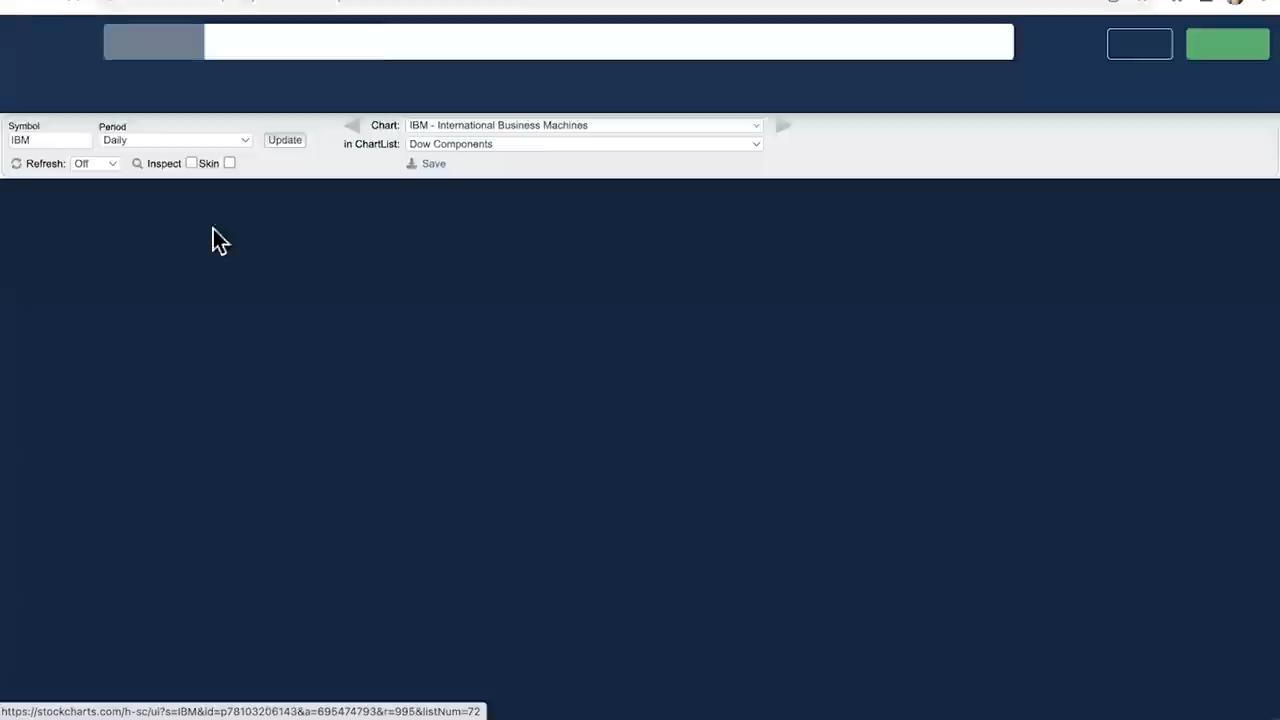 Symbol
Period
Chart: IBM - International Business Machines
IBM
Daily
Update
in ChartList: Dow Components
Refresh: Off
Inspect
Skin
Save
https://stockcharts.com/h-sc/ui?s=IBM&id=p78103206143&a=695474793&r=995&listNum=72